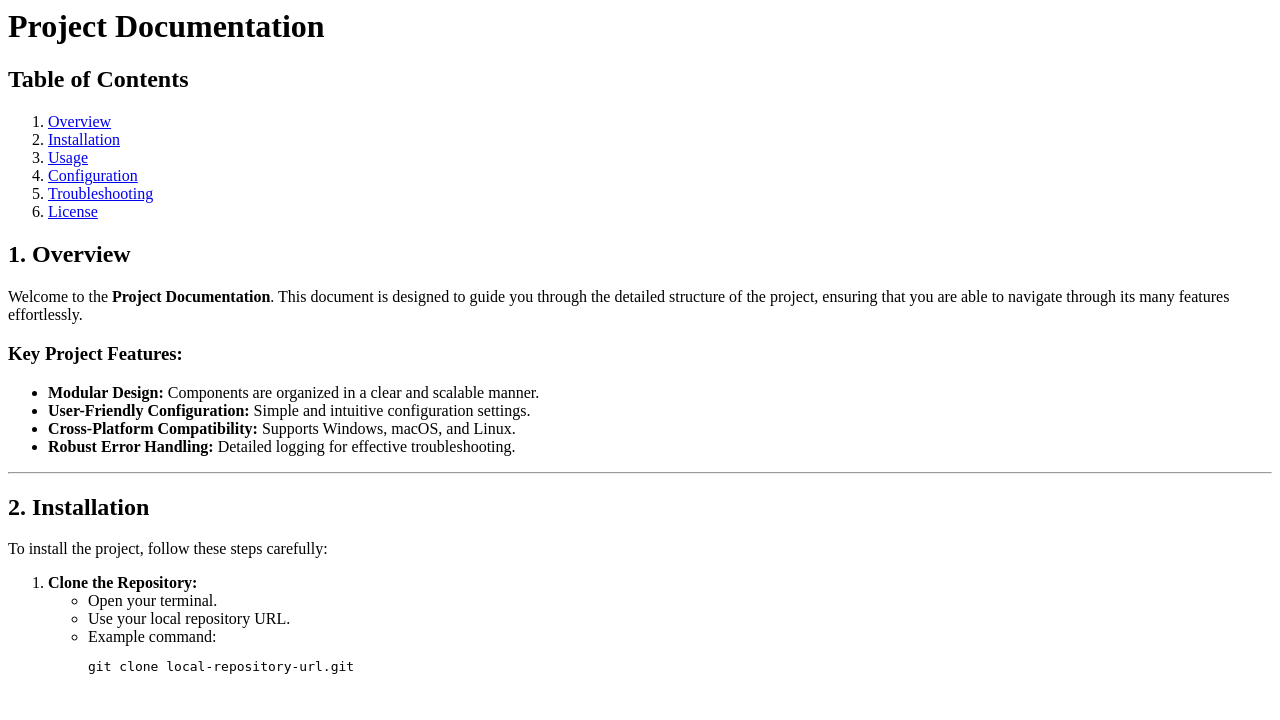 Project Documentation
Table of Contents
1. Overview
2. Installation
3. Usage
4. Configuration
5. Troubleshooting
6. License
1. Overview
Welcome to the Project Documentation. This document is designed to guide you through the detailed structure of the project, ensuring that you are able to navigate through its many features
effortlessly.
Key Project Features:
• Modular Design: Components are organized in a clear and scalable manner.
• User-Friendly Configuration: Simple and intuitive configuration settings.
• Cross-Platform Compatibility: Supports Windows, macOS, and Linux.
• Robust Error Handling: Detailed logging for effective troubleshooting.
2. Installation
To install the project, follow these steps carefully:
1. Clone the Repository:
◦ Open your terminal.
◦ Use your local repository URL.
◦ Example command:
git clone local-repository-url.git